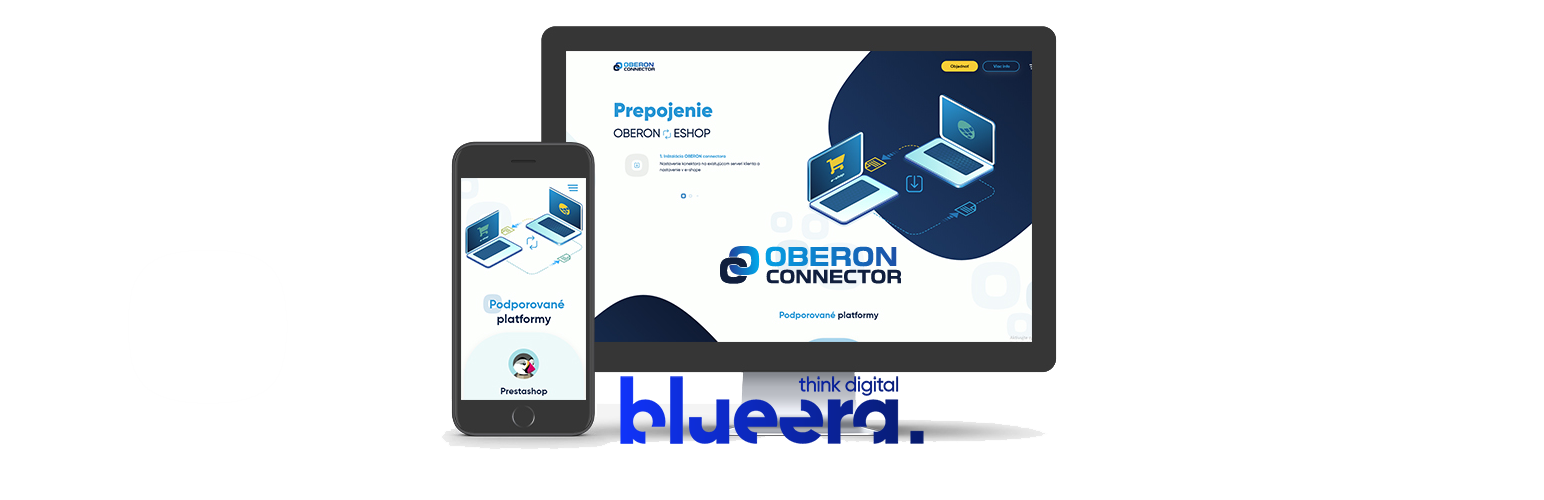 OBERON
CONNECTOR
Objednať
Viac info
Prepojenie
OBERON ESHOP
1. Inštalácia OBERON connectora
Nastavenie konektora na existujúcom serveri klienta a
nastavenie v e-shope
e-shop
OBERON
CONNECTOR
Podporované platformy
Podporované
platformy
Prestashop
think digital
blueera.